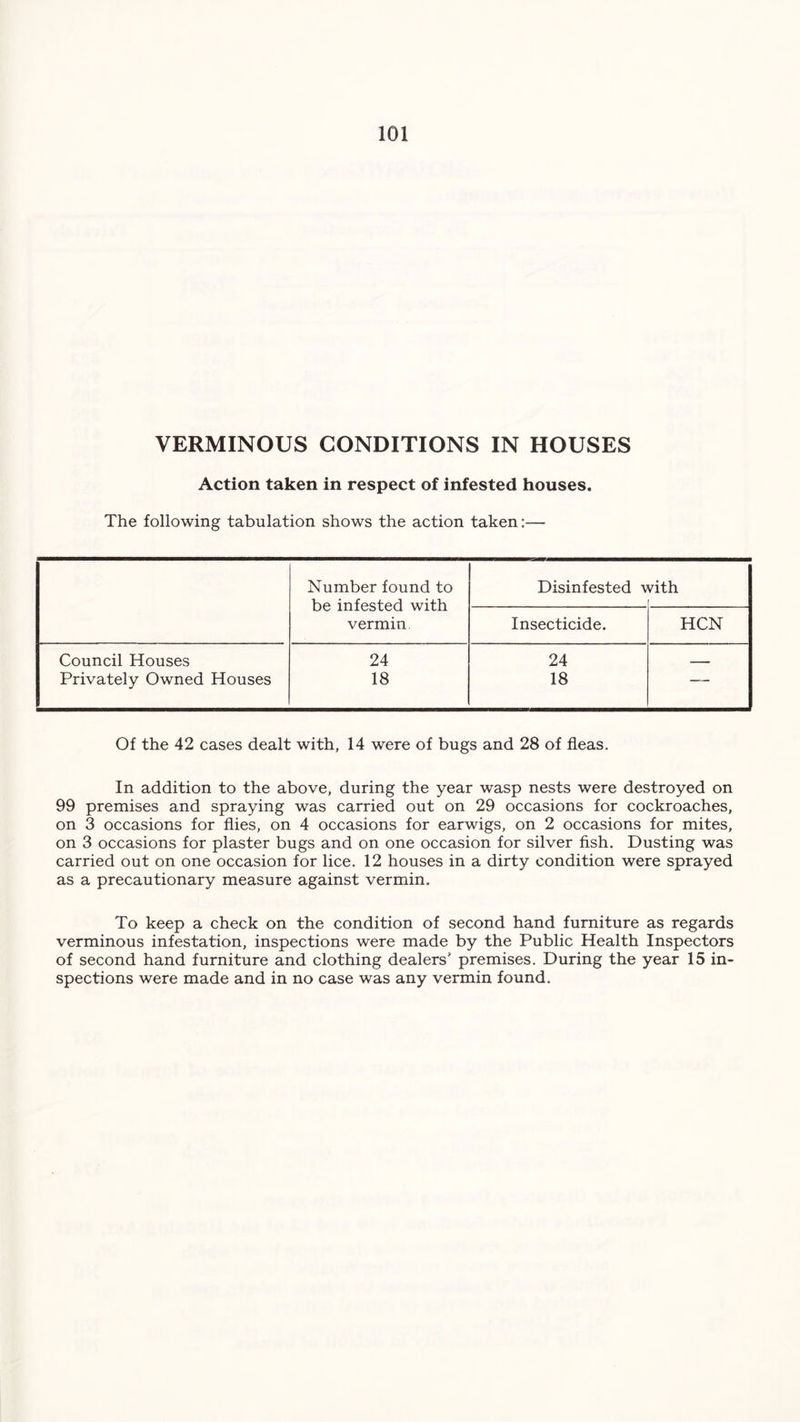 101
VERMINOUS CONDITIONS IN HOUSES
Action taken in respect of infested houses.
The following tabulation shows the action taken:—
Number found to be infested with vermin
Disinfested with
Insecticide.
HCN
Council Houses 24 24 —
Privately Owned Houses 18 18 —
Of the 42 cases dealt with, 14 were of bugs and 28 of fleas.
In addition to the above, during the year wasp nests were destroyed on
99 premises and spraying was carried out on 29 occasions for cockroaches,
on 3 occasions for flies, on 4 occasions for earwigs, on 2 occasions for mites,
on 3 occasions for plaster bugs and on one occasion for silver fish. Dusting was
carried out on one occasion for lice. 12 houses in a dirty condition were sprayed
as a precautionary measure against vermin.
To keep a check on the condition of second hand furniture as regards
verminous infestation, inspections were made by the Public Health Inspectors
of second hand furniture and clothing dealers' premises. During the year 15 in-
spections were made and in no case was any vermin found.